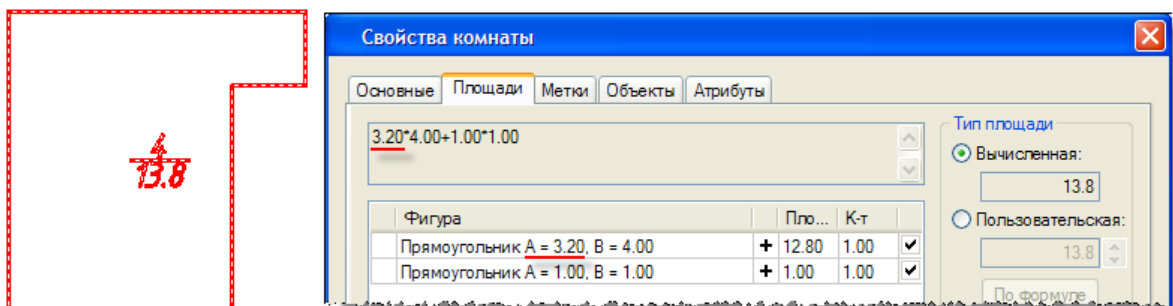 4
13.8
Свойства комнаты
Основные Площади Метки Объекты Атрибуты
3.20*4.00+1.00*1.00
Тип площади
Вычисленная:
13.8
Пользовательская:
13.8
По формуле
Фигура Пло... К-т
Прямоугольник A = 3.20, B = 4.00 + 12.80 1.00
Прямоугольник A = 1.00, B = 1.00 + 1.00 1.00